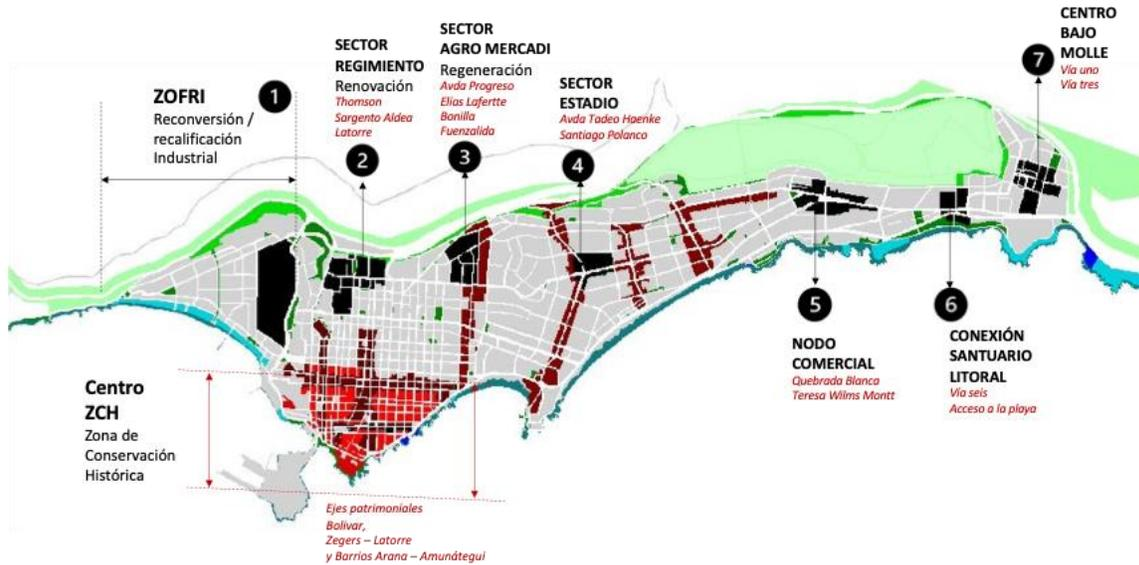 ZOFRI
Reconversión /
recalificación
Industrial
1
SECTOR
REGIMIENTO
Renovación
Thomson
Sargento Aldea
Latorre
2
SECTOR
AGRO MERCADI
Regeneración
Avda Progreso
Elias Lafertte
Bonilla
Fuenzalida
3
SECTOR
ESTADIO
Avda Tadeo Haenke
Santiago Polanco
4
CENTRO
BAJO
MOLLE
Vía uno
Vía tres
7
5
NODO
COMERCIAL
Quebrada Blanca
Teresa Wilms Montt
6
CONEXIÓN
SANTUARIO
LITORAL
Vía seis
Acceso a la playa
Centro
ZCH
Zona de
Conservación
Histórica
Ejes patrimoniales
Bolivar,
Zegers – Latorre
y Barrios Arana – Amunátegui